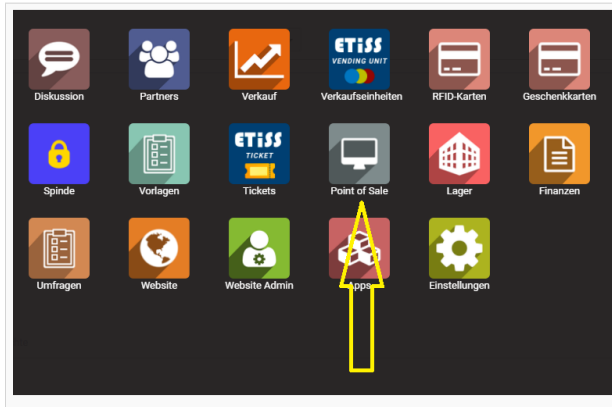 Diskussion
Partners
Verkauf
ETiSS
VENDING UNIT
Verkaufseinheiten
RFID-Karten
Geschenkkarten
Spinde
Vorlagen
ETiSS
TICKET
Tickets
Point of Sale
Lager
Finanzen
Umfragen
Website
Website Admin
Apps
Einstellungen